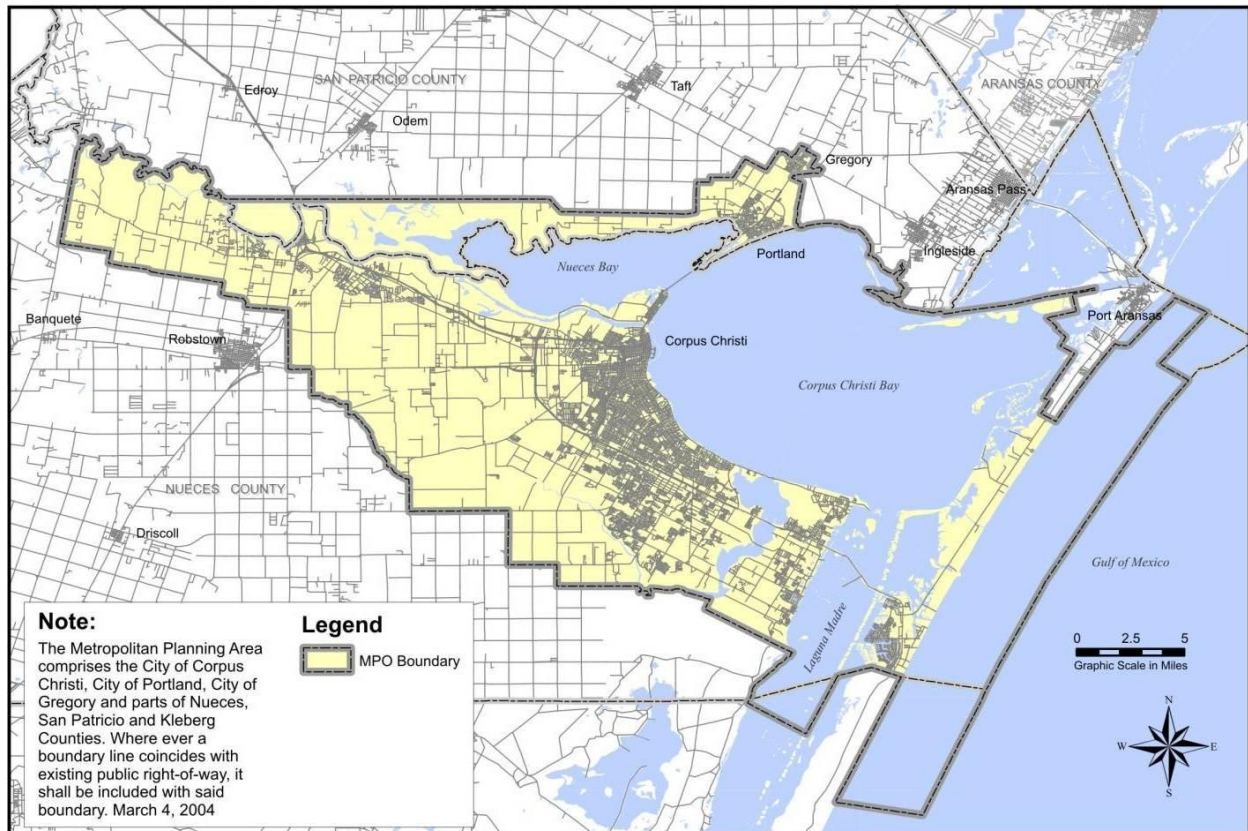 SAN PATRICIO COUNTY
ARANSAS COUNTY
Edroy
Taft
Odem
Gregory
Aransas Pass
Ingleside
Portland
Nueces Bay
Banquete
Robstown
Port Aransas
Corpus Christi
Corpus Christi Bay
NUECES COUNTY
Driscoll
Gulf of Mexico
Laguna Madre
Note:
The Metropolitan Planning Area
comprises the City of Corpus
Christi, City of Portland, City of
Gregory and parts of Nueces,
San Patricio and Kleberg
Counties. Where ever a
boundary line coincides with
existing public right-of-way, it
shall be included with said
boundary. March 4, 2004
Legend
MPO Boundary
0 2.5 5
Graphic Scale in Miles
N
W E
S